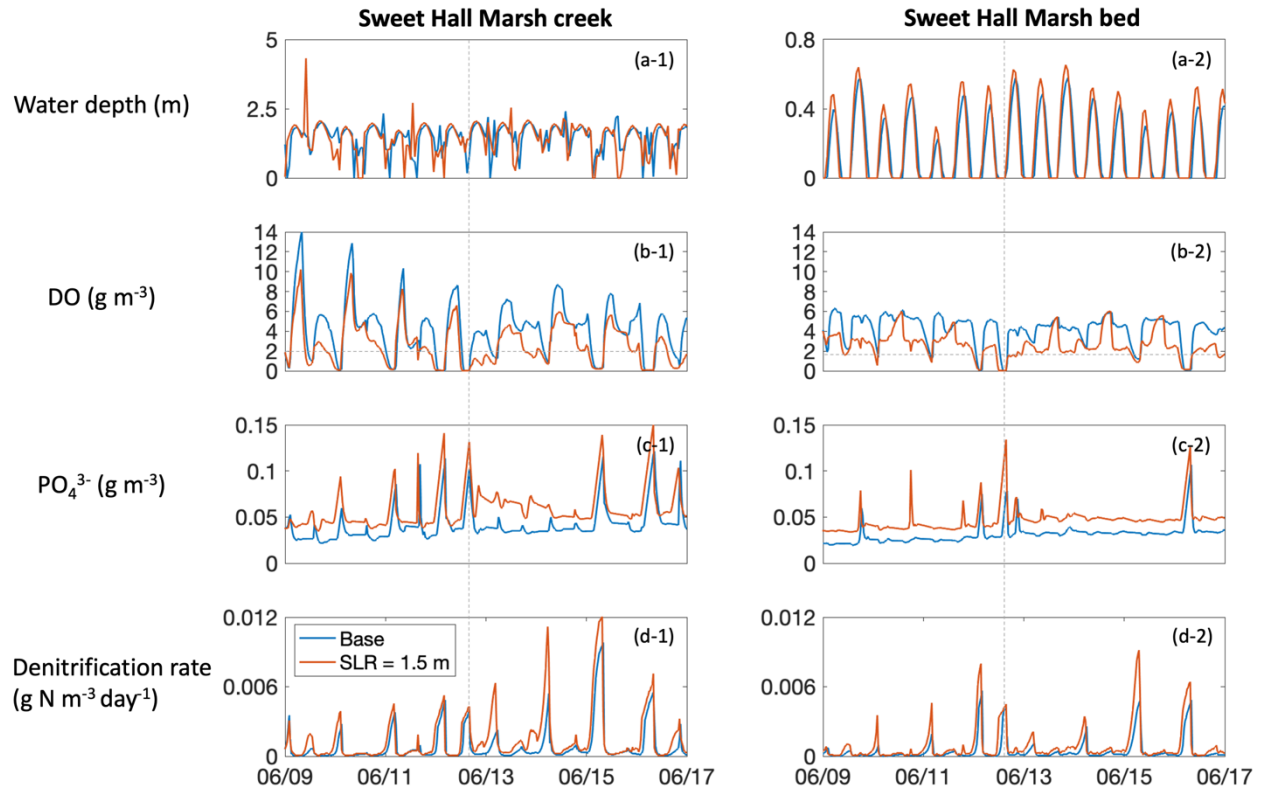 Sweet Hall Marsh creek
Sweet Hall Marsh bed
Water depth (m)
5
2.5
0
(a-1)
0.8
0.4
0
(a-2)
DO (g m⁻³)
14
12
10
8
6
4
2
0
(b-1)
14
12
10
8
6
4
2
0
(b-2)
PO₄³⁻ (g m⁻³)
0.15
0.1
0.05
0
(c-1)
0.15
0.1
0.05
0
(c-2)
Denitrification rate
(g N m⁻³ day⁻¹)
0.012
0.006
0
(d-1)
Base
SLR = 1.5 m
06/09 06/11 06/13 06/15 06/17
0.012
0.006
0
(d-2)
06/09 06/11 06/13 06/15 06/17